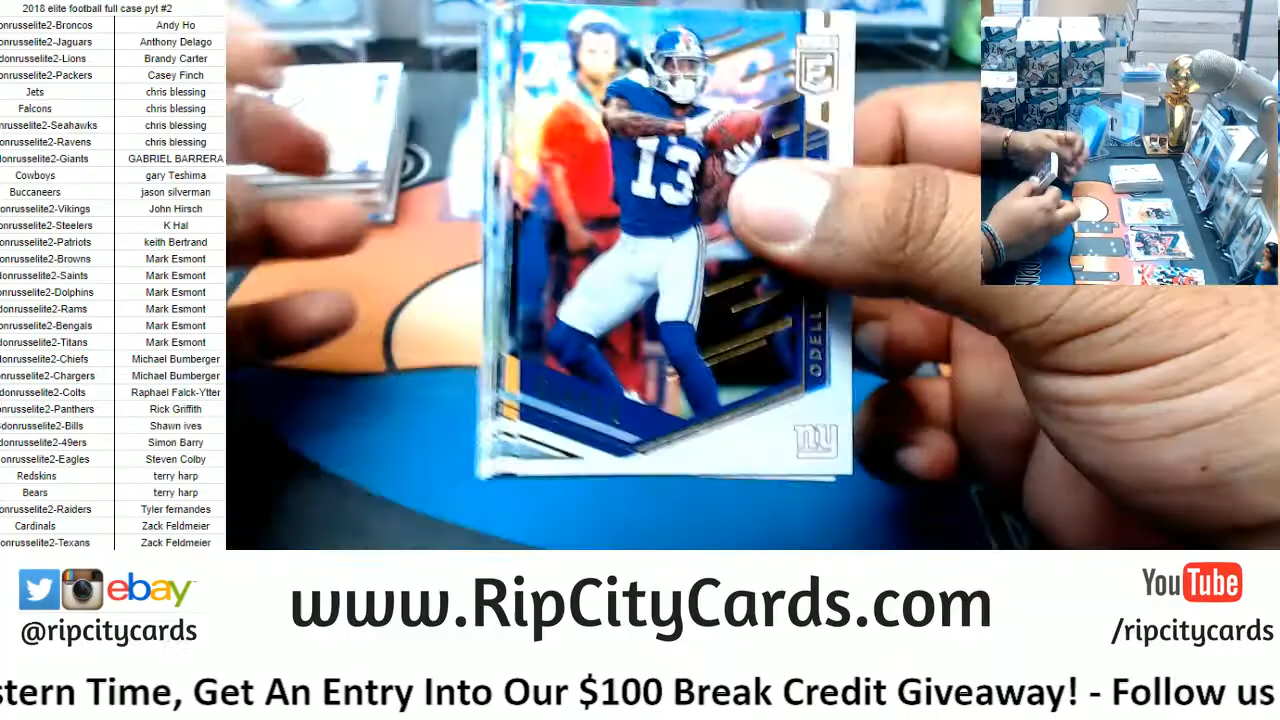 2018 elite football full case pyt #2
onrusselite2-Broncos Andy Ho
onrusselite2-Jaguars Anthony Delago
donrusselite2-Lions Brandy Carter
onrusselite2-Packers Casey Finch
Jets chris blessing
Falcons chris blessing
nrusselite2-Seahawks chris blessing
onrusselite2-Ravens chris blessing
donrusselite2-Giants GABRIEL BARRERA
Cowboys gary Teshima
Buccaneers jason silverman
onrusselite2-Vikings John Hirsch
onrusselite2-Steelers K Hal
onrusselite2-Patriots keith Bertrand
onrusselite2-Browns Mark Esmont
donrusselite2-Saints Mark Esmont
onrusselite2-Dolphins Mark Esmont
donrusselite2-Rams Mark Esmont
onrusselite2-Bengals Mark Esmont
donrusselite2-Titans Mark Esmont
onrusselite2-Chiefs Michael Bumberger
onrusselite2-Chargers Michael Bumberger
donrusselite2-Colts Raphael Falck-Ytter
onrusselite2-Panthers Rick Griffith
donrusselite2-Bills Shawn ives
donrusselite2-49ers Simon Barry
onrusselite2-Eagles Steven Colby
Redskins terry harp
Bears terry harp
onrusselite2-Raiders Tyler fernandes
Cardinals Zack Feldmeier
onrusselite2-Texans Zack Feldmeier
13
E
ODELL
ny
ebay
@ripcitycards
www.RipCityCards.com
YouTube
/ripcitycards
stern Time, Get An Entry Into Our $100 Break Credit Giveaway! - Follow us